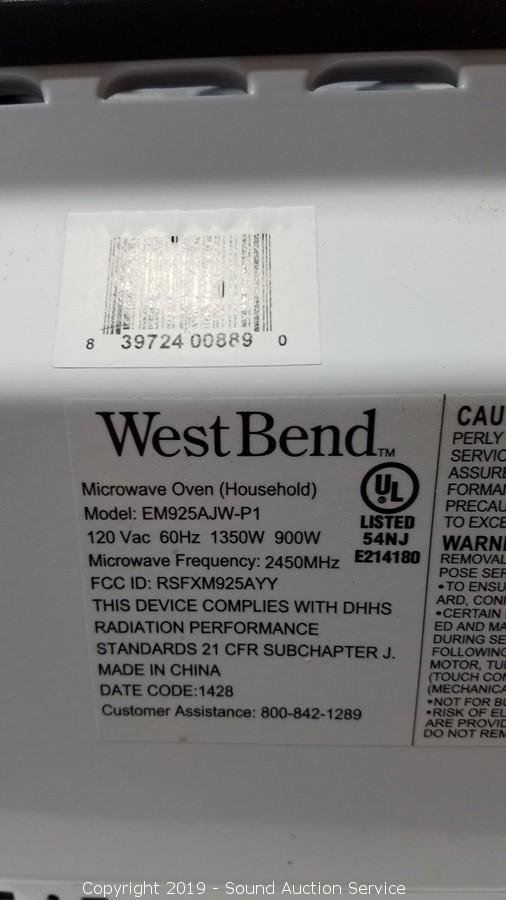 8 39724 00889 0
West Bend™
Microwave Oven (Household)
Model: EM925AJW-P1
120 Vac 60Hz 1350W 900W
Microwave Frequency: 2450MHz
FCC ID: RSFXM925AYY
THIS DEVICE COMPLIES WITH DHHS
RADIATION PERFORMANCE
STANDARDS 21 CFR SUBCHAPTER J.
MADE IN CHINA
DATE CODE:1428
Customer Assistance: 800-842-1289
UL
LISTED
54NJ
E214180
CAU
PERLY
SERVIC
ASSURE
FORMA
PRECAU
TO EXCE
WARNI
REMOVAL
POSE SER
•TO ENSU
ARD, CON
•CERTAIN
ED AND MA
DURING SE
FOLLOWING
MOTOR, TU
(TOUCH CON
(MECHANICA
•NOT FOR BU
•RISK OF EL
ARE PROVID
DO NOT REM
Copyright 2019 - Sound Auction Service